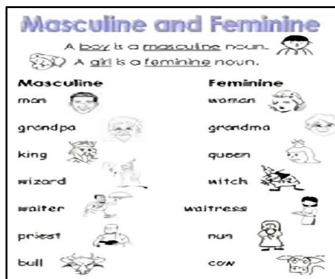 Masculine and Feminine
A boy is a masculine noun.
A girl is a feminine noun.
Masculine Feminine
man woman
grandpa grandma
king queen
wizard witch
waiter waitress
priest nun
bull cow